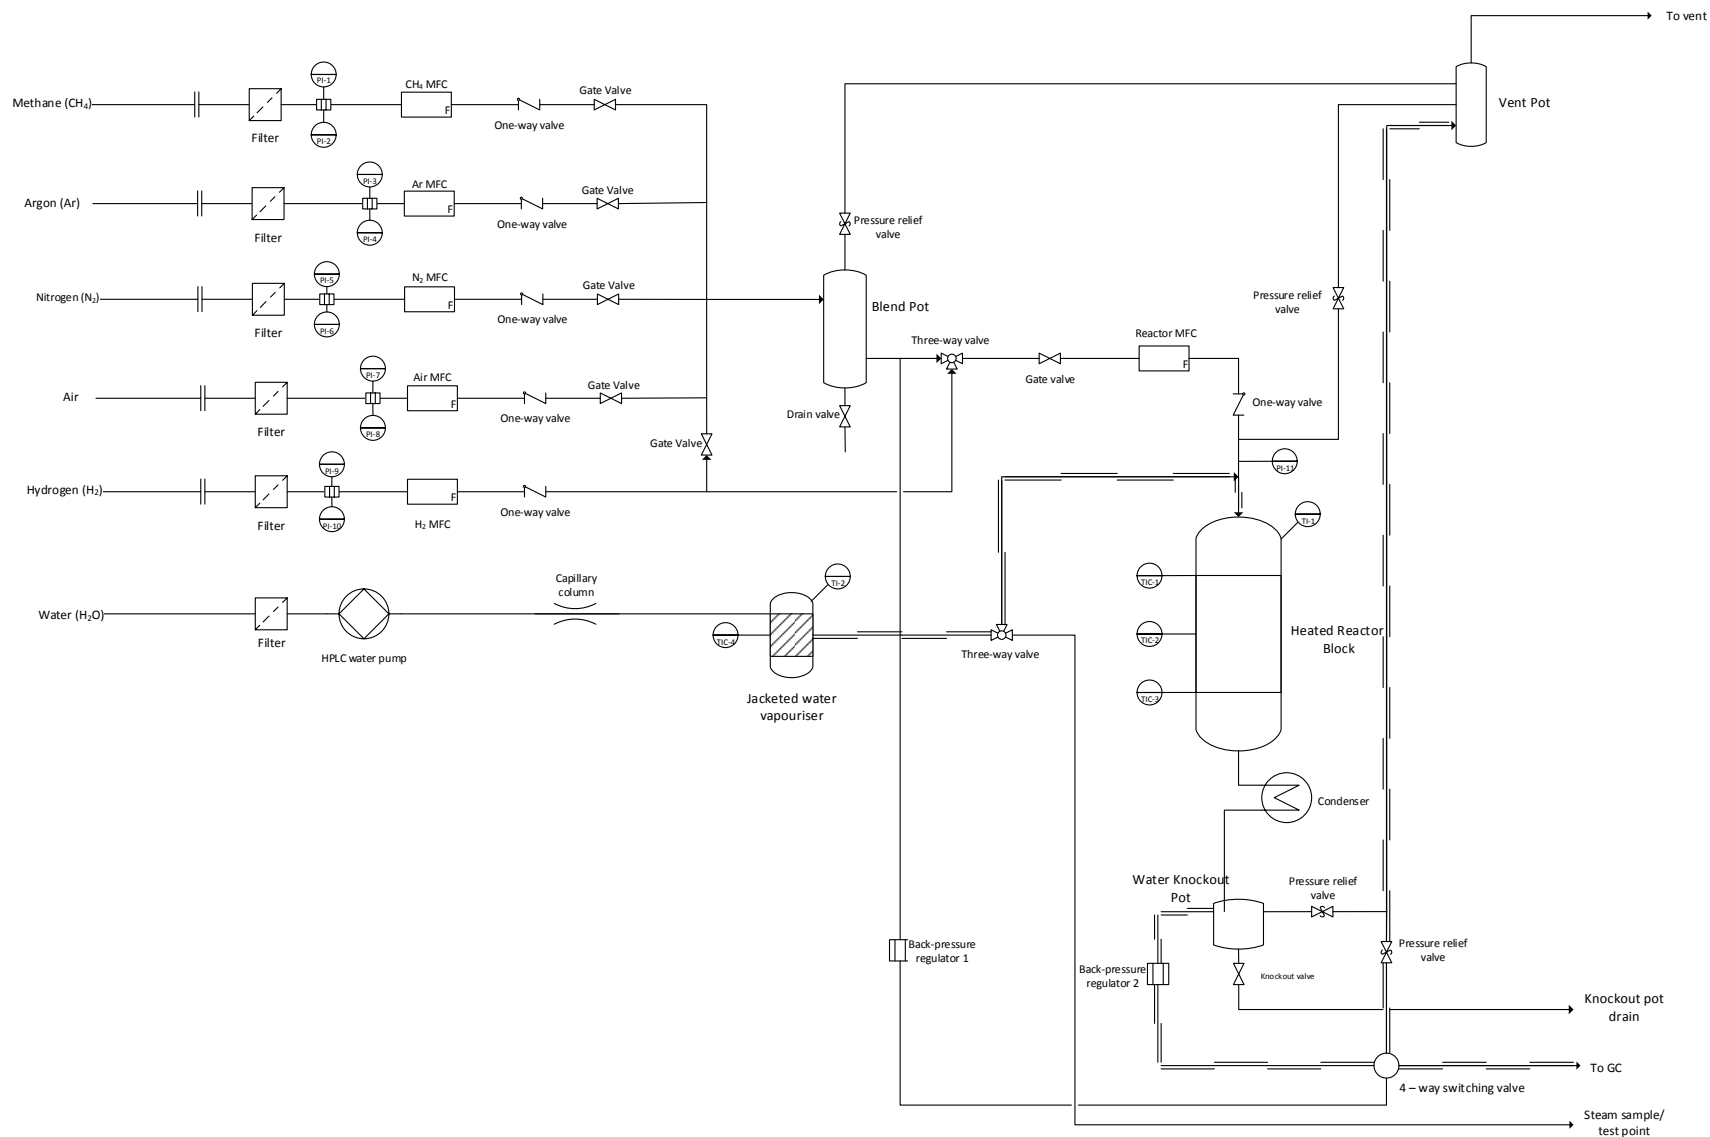 To vent
Vent Pot
PI-1
CH₄ MFC
Gate Valve
Methane (CH₄)
One-way valve
Filter
PI-2
PI-3
Ar MFC
Gate Valve
Argon (Ar)
One-way valve
Filter
PI-4
Pressure relief
valve
PI-5
N₂ MFC
Gate Valve
Nitrogen (N₂)
One-way valve
Filter
PI-6
Blend Pot
Pressure relief
valve
Three-way valve
Reactor MFC
Gate valve
PI-7
Air MFC
Gate Valve
Air
One-way valve
Filter
PI-8
Drain valve
One-way valve
Gate Valve
PI-9
Hydrogen (H₂)
One-way valve
Filter
PI-10
H₂ MFC
PI-11
TI-1
TIC-1
TIC-2
TIC-3
Heated Reactor
Block
Capillary
column
TI-2
Water (H₂O)
Filter
HPLC water pump
TIC-4
Three-way valve
Jacketed water
vapouriser
Condenser
Water Knockout
Pot
Pressure relief
valve
Back-pressure
regulator 1
Pressure relief
valve
Back-pressure
regulator 2
Knockout valve
Knockout pot
drain
To GC
4 – way switching valve
Steam sample/
test point
F
F
F
F
F
F